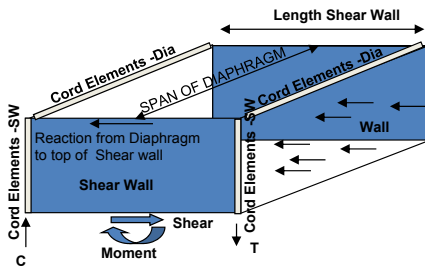 Length Shear Wall
Cord Elements -Dia
SPAN OF DIAPHRAGM
Cord Elements -Dia
Cord Elements -SW
Reaction from Diaphragm
to top of Shear wall
Shear Wall
Wall
Cord Elements -SW
Shear
Moment
C
T